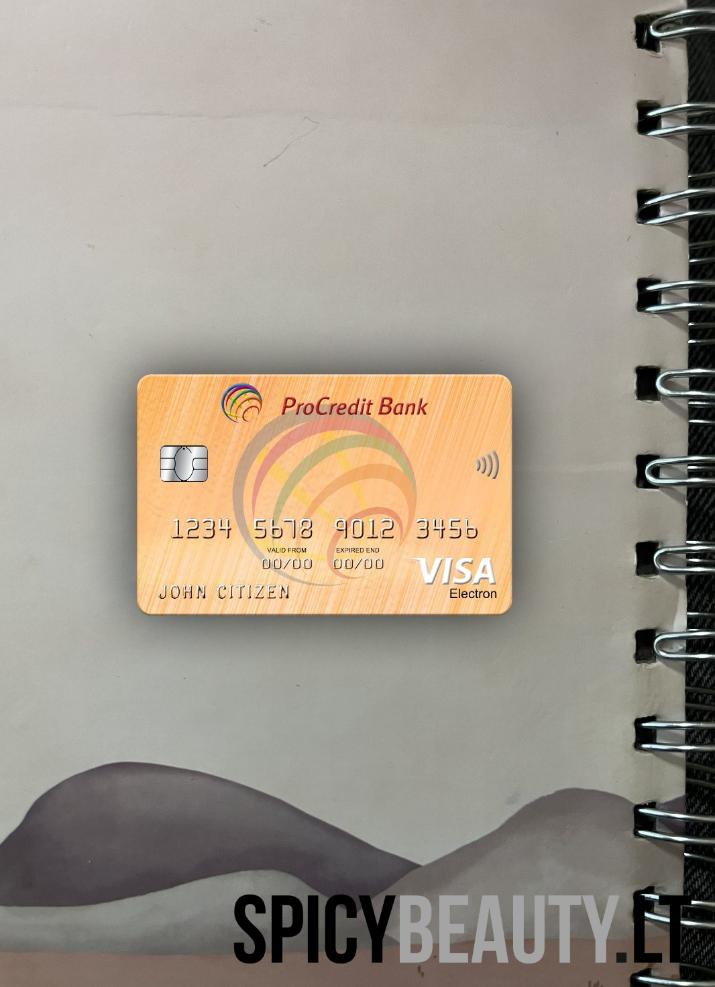 ProCredit Bank
1234 5678 9012 3456
VALID FROM EXPIRED END
00/00 00/00
VISA
Electron
JOHN CITIZEN
SPICYBEAUTY.LT